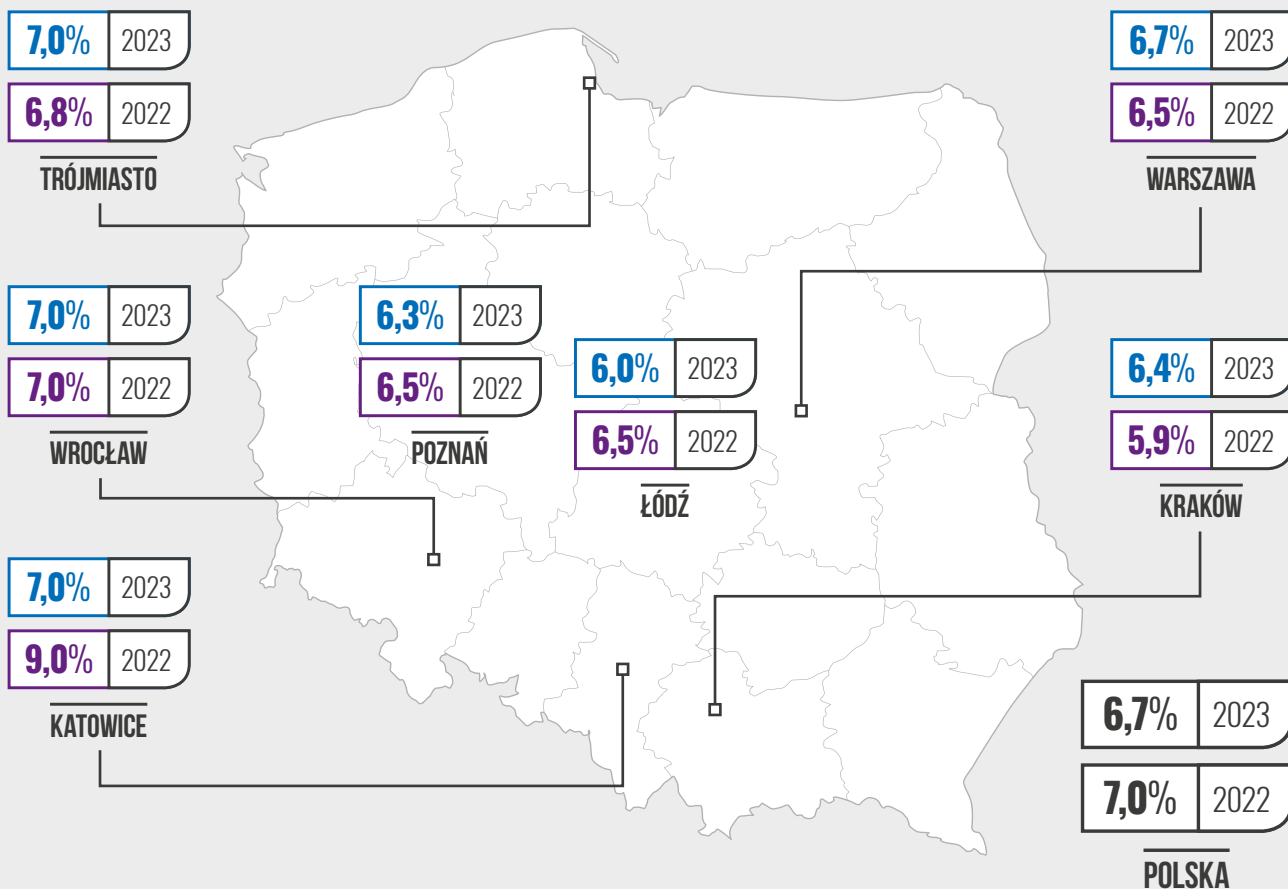 7,0% 2023
6,8% 2022
TRÓJMIASTO
6,7% 2023
6,5% 2022
WARSZAWA
7,0% 2023
7,0% 2022
WROCŁAW
6,3% 2023
6,5% 2022
POZNAŃ
6,0% 2023
6,5% 2022
ŁÓDŹ
6,4% 2023
5,9% 2022
KRAKÓW
7,0% 2023
9,0% 2022
KATOWICE
6,7% 2023
7,0% 2022
POLSKA